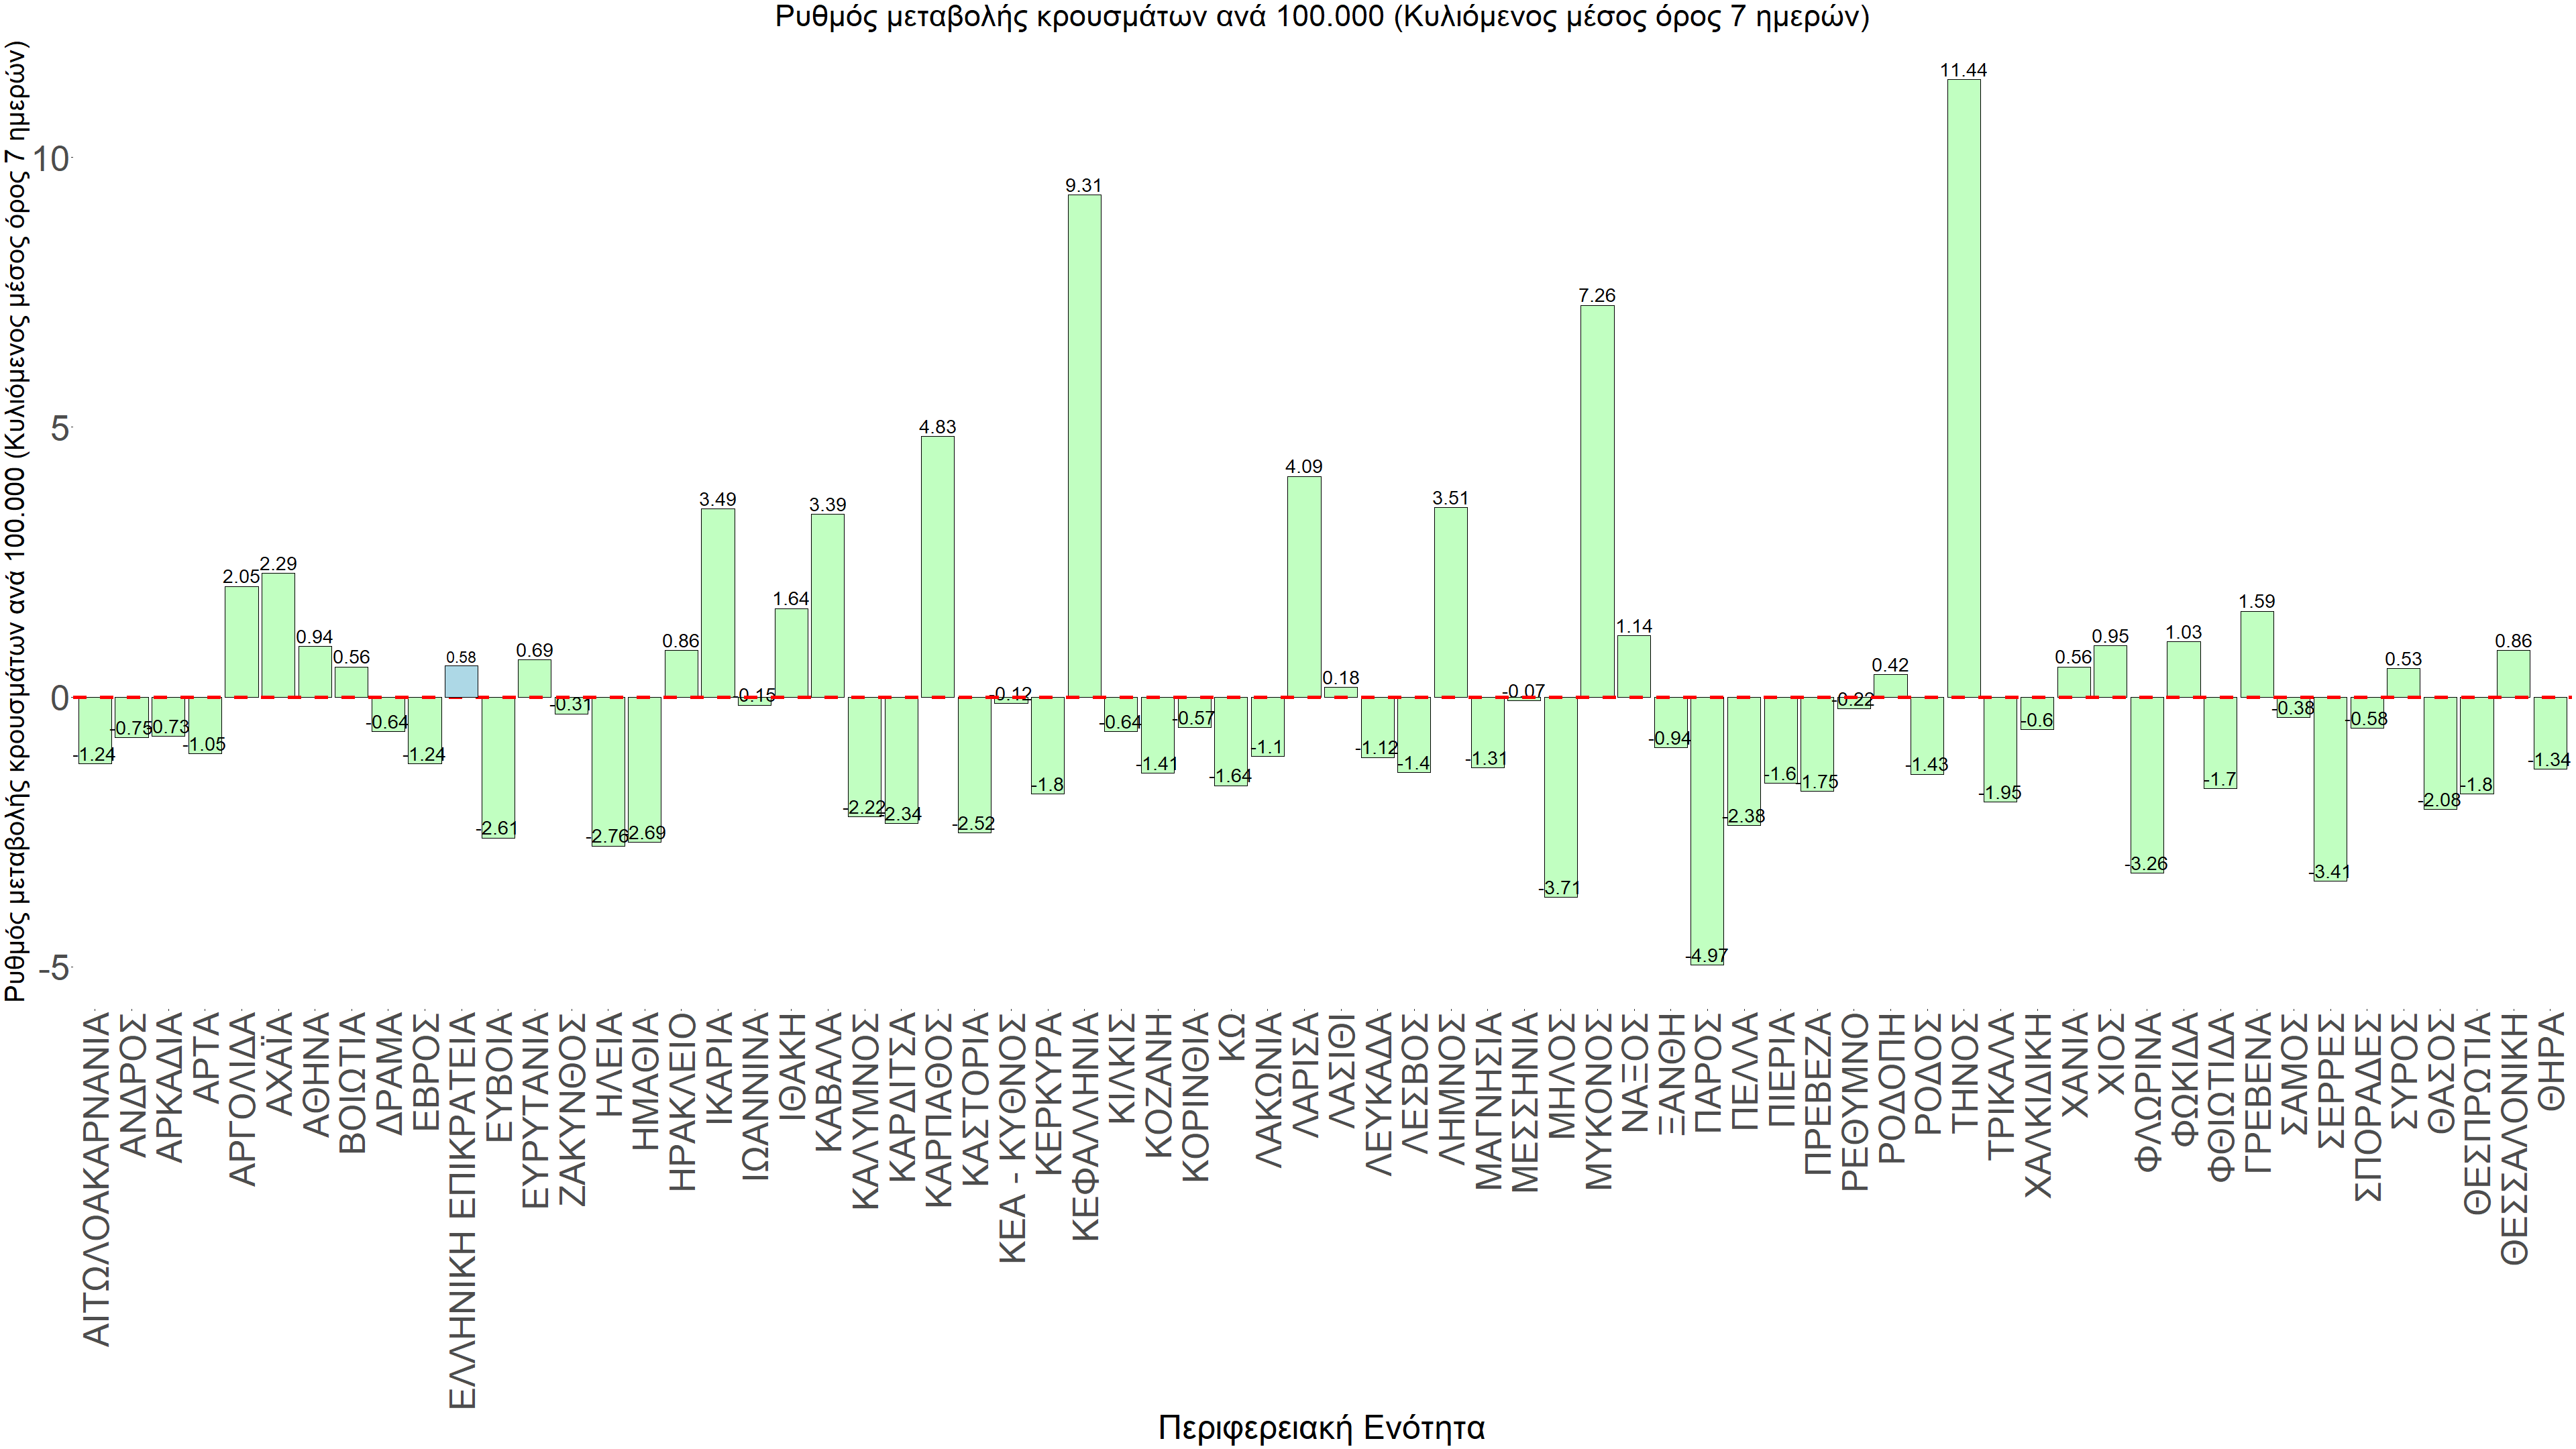 Ρυθμός μεταβολής κρουσμάτων ανά 100.000 (Κυλιόμενος μέσος όρος 7 ημερών)
Ρυθμός μεταβολής κρουσμάτων ανά 100.000 (Κυλιόμενος μέσος όρος 7 ημερών)
10
5
0
-5
-1.24
-0.75
-0.73
-1.05
2.05
2.29
0.94
0.56
-0.64
-1.24
0.58
-2.61
0.69
-0.31
-2.76
-2.69
0.86
3.49
-0.15
1.64
3.39
-2.22
-2.34
4.83
-2.52
-0.12
-1.8
9.31
-0.64
-1.41
-0.57
-1.64
-1.1
4.09
0.18
-1.12
-1.4
3.51
-1.31
-0.07
-3.71
7.26
1.14
-0.94
-4.97
-2.38
-1.6
-1.75
-0.22
0.42
-1.43
11.44
-1.95
-0.6
0.56
0.95
-3.26
1.03
-1.7
1.59
-0.38
-3.41
-0.58
0.53
-2.08
-1.8
0.86
-1.34
ΑΙΤΩΛΟΑΚΑΡΝΑΝΙΑ
ΑΝΔΡΟΣ
ΑΡΚΑΔΙΑ
ΑΡΤΑ
ΑΡΓΟΛΙΔΑ
ΑΧΑΪΑ
ΑΘΗΝΑ
ΒΟΙΩΤΙΑ
ΔΡΑΜΑ
ΕΒΡΟΣ
ΕΛΛΗΝΙΚΗ ΕΠΙΚΡΑΤΕΙΑ
ΕΥΒΟΙΑ
ΕΥΡΥΤΑΝΙΑ
ΖΑΚΥΝΘΟΣ
ΗΛΕΙΑ
ΗΜΑΘΙΑ
ΗΡΑΚΛΕΙΟ
ΙΚΑΡΙΑ
ΙΩΑΝΝΙΝΑ
ΙΘΑΚΗ
ΚΑΒΑΛΑ
ΚΑΛΥΜΝΟΣ
ΚΑΡΔΙΤΣΑ
ΚΑΡΠΑΘΟΣ
ΚΑΣΤΟΡΙΑ
ΚΕΑ - ΚΥΘΝΟΣ
ΚΕΡΚΥΡΑ
ΚΕΦΑΛΛΗΝΙΑ
ΚΙΛΚΙΣ
ΚΟΖΑΝΗ
ΚΟΡΙΝΘΙΑ
ΚΩ
ΛΑΚΩΝΙΑ
ΛΑΡΙΣΑ
ΛΑΣΙΘΙ
ΛΕΥΚΑΔΑ
ΛΕΣΒΟΣ
ΛΗΜΝΟΣ
ΜΑΓΝΗΣΙΑ
ΜΕΣΣΗΝΙΑ
ΜΗΛΟΣ
ΜΥΚΟΝΟΣ
ΝΑΞΟΣ
ΞΑΝΘΗ
ΠΑΡΟΣ
ΠΕΛΛΑ
ΠΙΕΡΙΑ
ΠΡΕΒΕΖΑ
ΡΕΘΥΜΝΟ
ΡΟΔΟΠΗ
ΡΟΔΟΣ
ΤΗΝΟΣ
ΤΡΙΚΑΛΑ
ΧΑΛΚΙΔΙΚΗ
ΧΑΝΙΑ
ΧΙΟΣ
ΦΛΩΡΙΝΑ
ΦΩΚΙΔΑ
ΦΘΙΩΤΙΔΑ
ΓΡΕΒΕΝΑ
ΣΑΜΟΣ
ΣΕΡΡΕΣ
ΣΠΟΡΑΔΕΣ
ΣΥΡΟΣ
ΘΑΣΟΣ
ΘΕΣΠΡΩΤΙΑ
ΘΕΣΣΑΛΟΝΙΚΗ
ΘΗΡΑ
Περιφερειακή Ενότητα